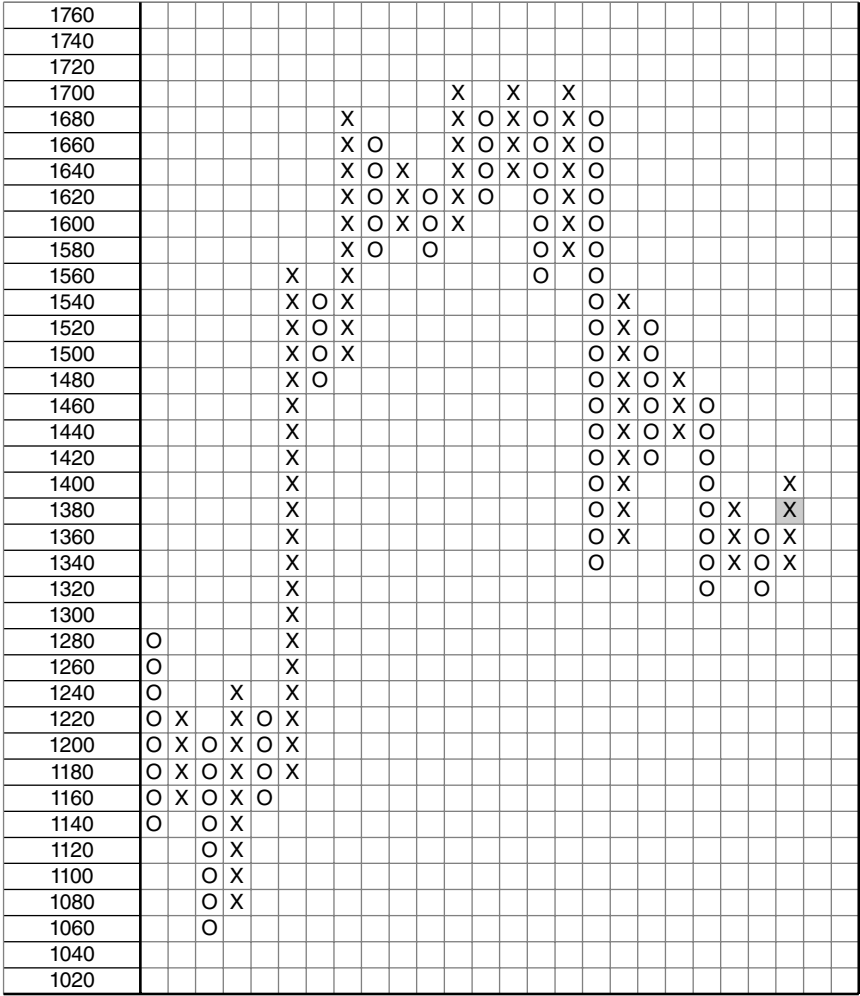 1760
1740
1720
1700 X X X
1680 X X O X O X O
1660 X O X O X O X O
1640 X O X X O X O X O
1620 X O X O X O O X O
1600 X O X O X O X O
1580 X O O O X O
1560 X X O O
1540 X O X O X
1520 X O X O X O
1500 X O X O X O
1480 X O O X O X
1460 X O X O X O
1440 X O X O X O
1420 X O X O O
1400 X O X O X
1380 X O X O X X
1360 X O X O X O X
1340 X O O X O X
1320 X O O
1300 X
1280 O X
1260 O X
1240 O X X
1220 O X X O X
1200 O X O X O X
1180 O X O X O X
1160 O X O X O
1140 O O X
1120 O X
1100 O X
1080 O X
1060 O
1040
1020